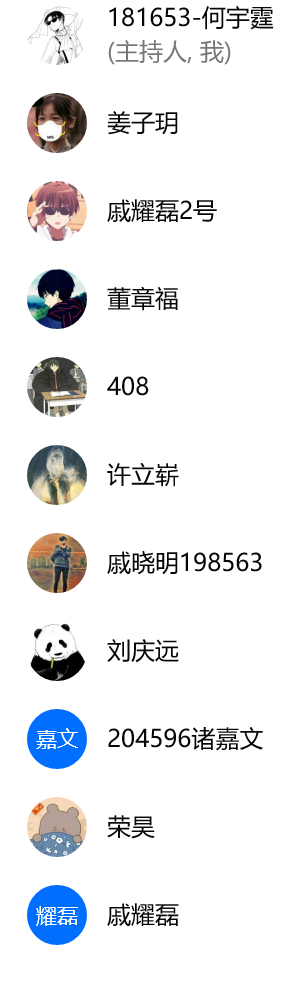 181653-何宇霆
(主持人, 我)
姜子玥
戚耀磊2号
董章福
408
许立崭
戚晓明198563
刘庆远
嘉文
204596诸嘉文
荣昊
耀磊
戚耀磊